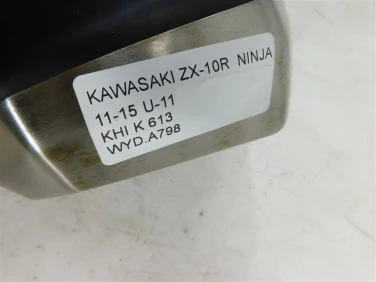 KAWASAKI ZX-10R NINJA
11-15 U-11
KHI K 613
WYD.A798